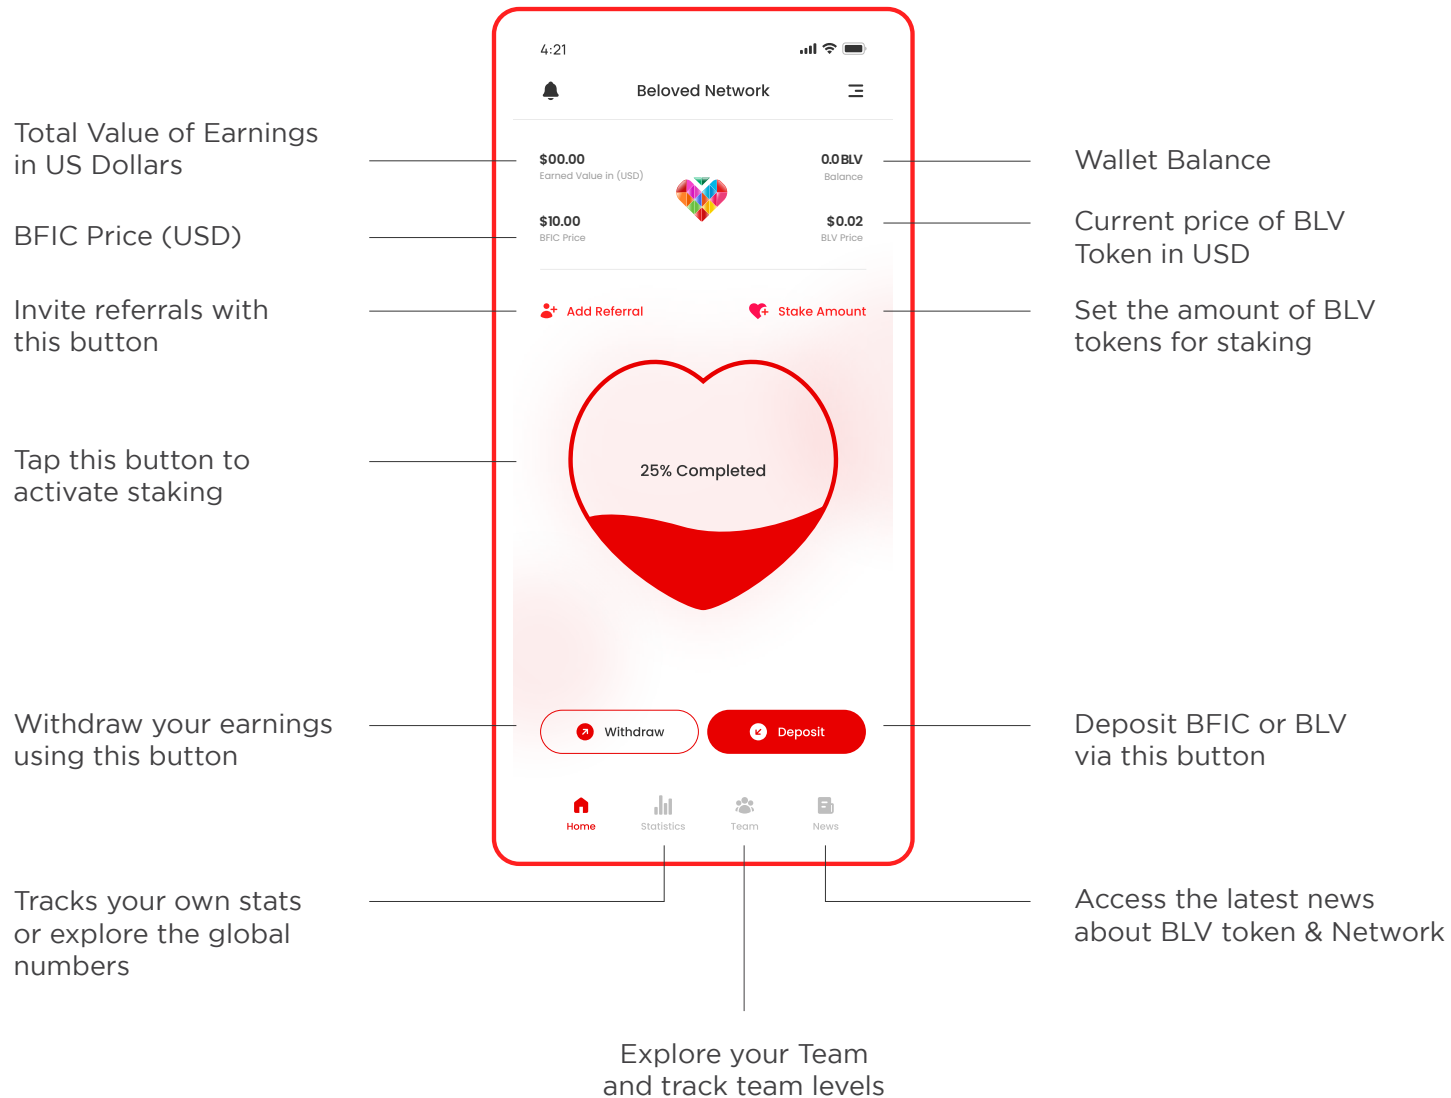 4:21
Beloved Network
Total Value of Earnings
in US Dollars
$00.00
Earned Value in (USD)
0.0 BLV
Balance
Wallet Balance
BFIC Price (USD)
$10.00
BFIC Price
$0.02
BLV Price
Current price of BLV
Token in USD
Invite referrals with
this button
Add Referral
Stake Amount
Set the amount of BLV
tokens for staking
Tap this button to
activate staking
25% Completed
Withdraw your earnings
using this button
Withdraw
Deposit
Deposit BFIC or BLV
via this button
Home
Statistics
Team
News
Tracks your own stats
or explore the global
numbers
Access the latest news
about BLV token & Network
Explore your Team
and track team levels